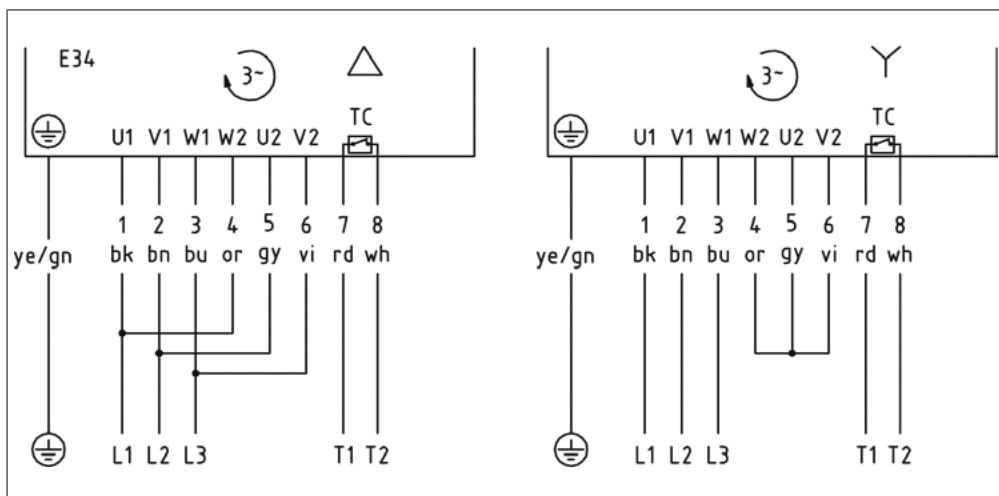 E34
3~
TC
U1 V1 W1 W2 U2 V2
1 2 3 4 5 6 7 8
ye/gn bk bn bu or gy vi rd wh
L1 L2 L3 T1 T2
3~
TC
U1 V1 W1 W2 U2 V2
1 2 3 4 5 6 7 8
ye/gn bk bn bu or gy vi rd wh
L1 L2 L3 T1 T2